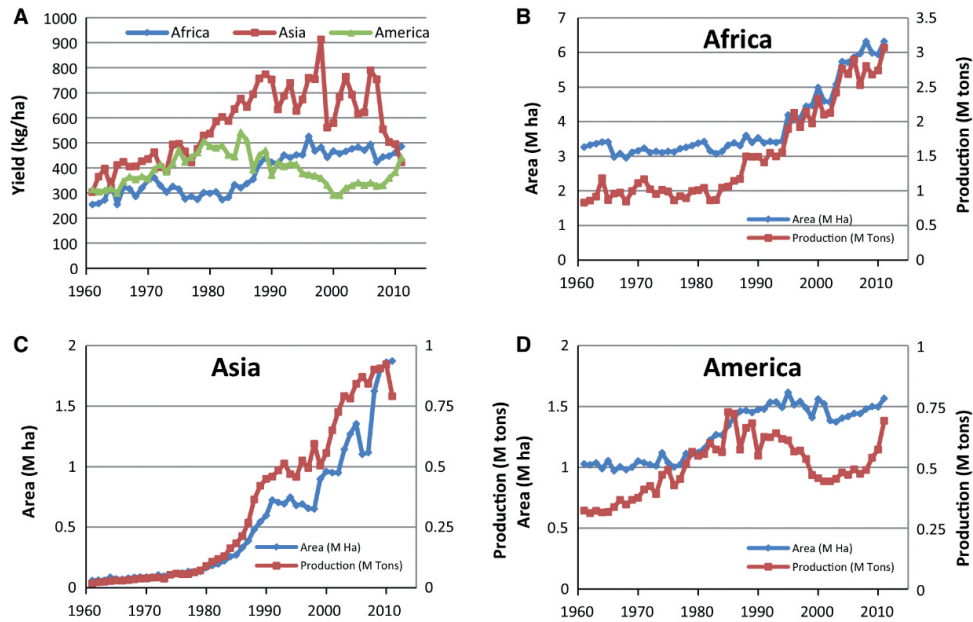 A
1000
900
800
700
600
500
400
300
200
100
0
Yield (kg/ha)
Africa Asia America
1960 1970 1980 1990 2000 2010
B
Africa
7
6
5
4
3
2
1
0
Area (M ha)
3.5
3
2.5
2
1.5
1
0.5
0
Production (M tons)
Area (M Ha)
Production (M Tons)
1960 1970 1980 1990 2000 2010
C
Asia
2
1.5
1
0.5
0
Area (M ha)
1
0.75
0.5
0.25
0
Production (M tons)
Area (M Ha)
Production (M Tons)
1960 1970 1980 1990 2000 2010
D
America
2
1.5
1
0.5
0
Area (M ha)
1
0.75
0.5
0.25
0
Production (M tons)
Area (M Ha)
Production (M Tons)
1960 1970 1980 1990 2000 2010